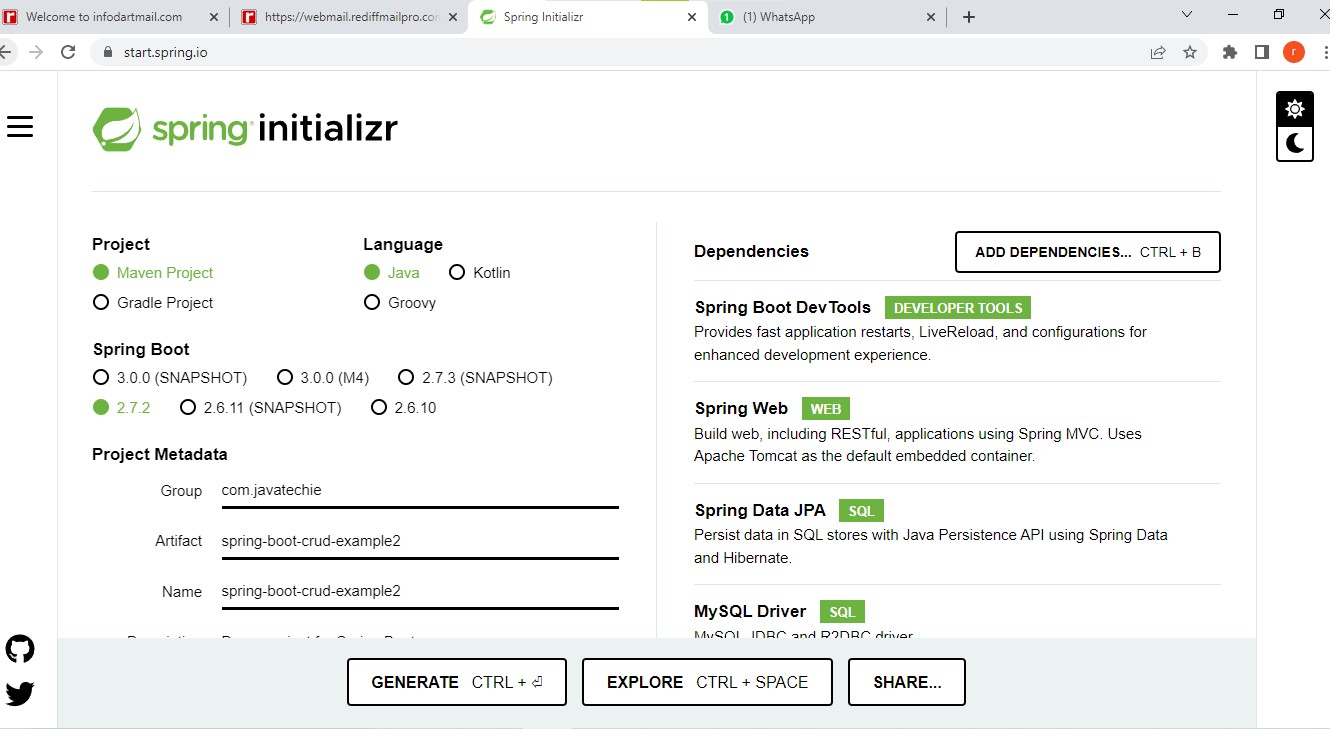 Welcome to infodartmail.com
https://webmail.rediffmailpro.con
Spring Initializr
(1) WhatsApp
start.spring.io
r
spring initializr
Project
Maven Project
Gradle Project
Language
Java Kotlin
Groovy
Spring Boot
3.0.0 (SNAPSHOT) 3.0.0 (M4) 2.7.3 (SNAPSHOT)
2.7.2 2.6.11 (SNAPSHOT) 2.6.10
Project Metadata
Group com.javatechie
Artifact spring-boot-crud-example2
Name spring-boot-crud-example2
Dependencies
ADD DEPENDENCIES... CTRL + B
Spring Boot DevTools DEVELOPER TOOLS
Provides fast application restarts, LiveReload, and configurations for
enhanced development experience.
Spring Web WEB
Build web, including RESTful, applications using Spring MVC. Uses
Apache Tomcat as the default embedded container.
Spring Data JPA SQL
Persist data in SQL stores with Java Persistence API using Spring Data
and Hibernate.
MySQL Driver SQL
MySQL JDBC and R2DBC driver
GENERATE CTRL + ⏎
EXPLORE CTRL + SPACE
SHARE...